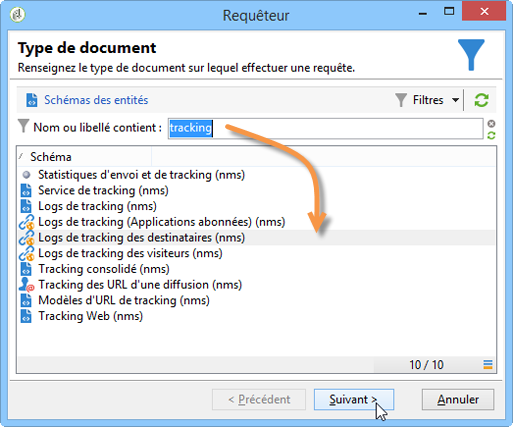 Requêteur
Type de document
Renseignez le type de document sur lequel effectuer une requête.
Schémas des entités
Filtres
Nom ou libellé contient : tracking
Schéma
Statistiques d'envoi et de tracking (nms)
Service de tracking (nms)
Logs de tracking (nms)
Logs de tracking (Applications abonnées) (nms)
Logs de tracking des destinataires (nms)
Logs de tracking des visiteurs (nms)
Tracking consolidé (nms)
Tracking des URL d'une diffusion (nms)
Modèles d'URL de tracking (nms)
Tracking Web (nms)
10 / 10
< Précédent Suivant > Annuler